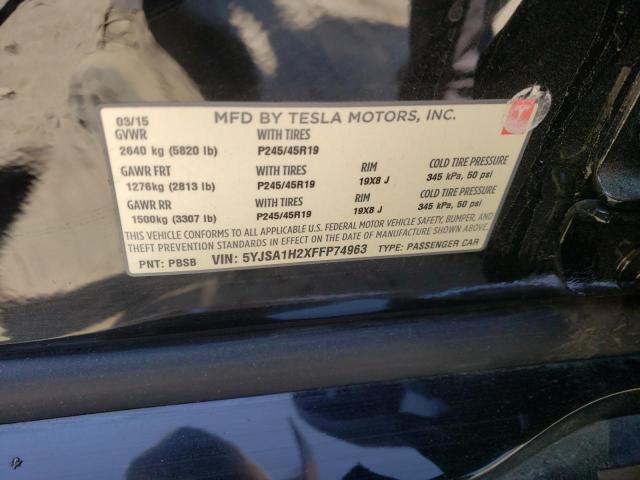 03/15 MFD BY TESLA MOTORS, INC.
GVWR WITH TIRES
2640 kg (5820 lb) P245/45R19
GAWR FRT WITH TIRES RIM COLD TIRE PRESSURE
1276kg (2813 lb) P245/45R19 19X8 J 345 kPa, 50 psi
GAWR RR WITH TIRES RIM COLD TIRE PRESSURE
1500kg (3307 lb) P245/45R19 19X8 J 345 kPa, 50 psi
THIS VEHICLE CONFORMS TO ALL APPLICABLE U.S. FEDERAL MOTOR VEHICLE SAFETY, BUMPER, AND
THEFT PREVENTION STANDARDS IN EFFECT ON THE DATE OF MANUFACTURE SHOWN ABOVE.
PNT: PBSB VIN: 5YJSA1H2XFFP74963 TYPE: PASSENGER CAR